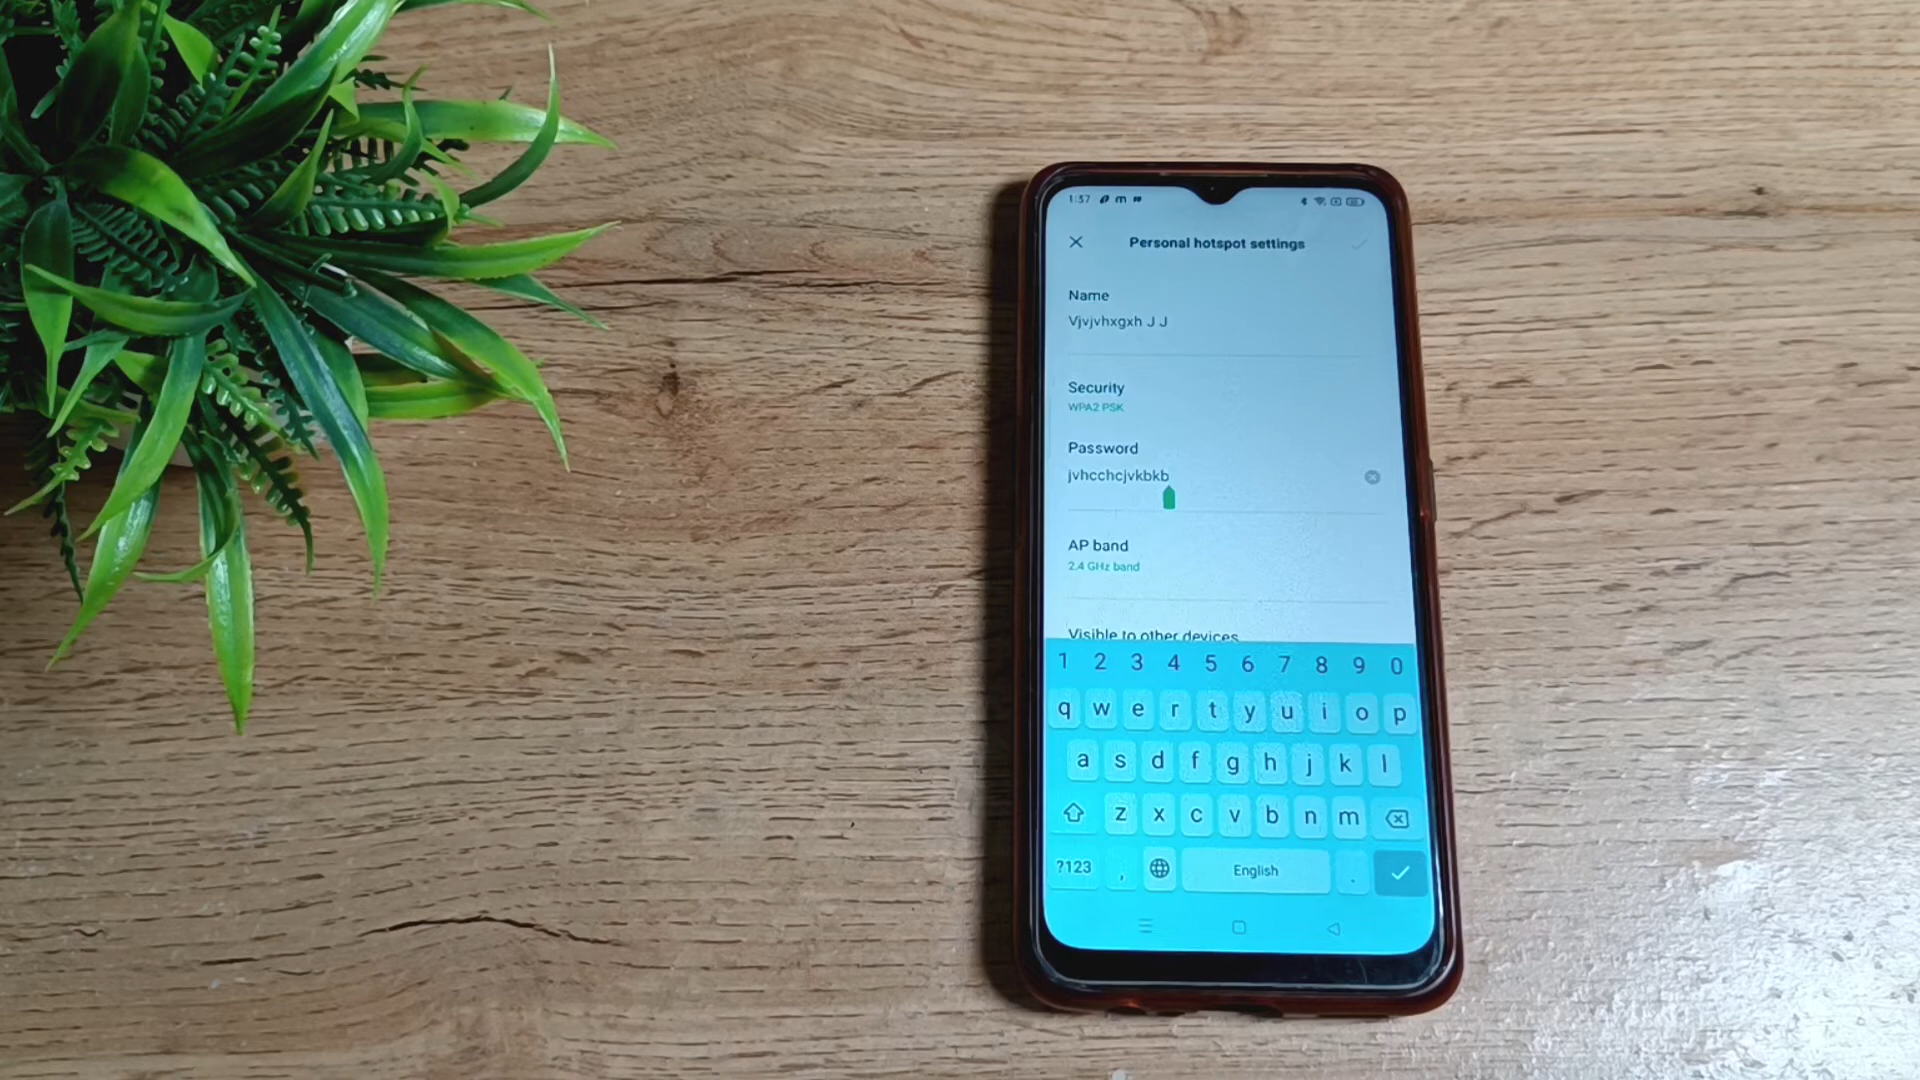 1:37
Personal hotspot settings
Name
Vjvjvhxgxh J J
Security
WPA2 PSK
Password
jvhcchcjvkbkb
AP band
2.4 GHz band
Visible to other devices
1 2 3 4 5 6 7 8 9 0
q w e r t y u i o p
a s d f g h j k l
z x c v b n m
?123 , English .